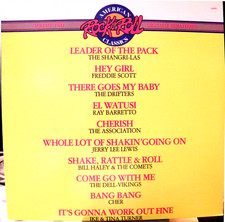 AMERICAN
ROCK & ROLL
CLASSICS
LEADER OF THE PACK
THE SHANGRI-LAS
HEY GIRL
FREDDIE SCOTT
THERE GOES MY BABY
THE DRIFTERS
EL WATUSI
RAY BARRETTO
CHERISH
THE ASSOCIATION
WHOLE LOT OF SHAKIN' GOING ON
JERRY LEE LEWIS
SHAKE, RATTLE & ROLL
BILL HALEY & THE COMETS
COME GO WITH ME
THE DELL-VIKINGS
BANG BANG
CHER
IT'S GONNA WORK OUT FINE
IKE & TINA TURNER